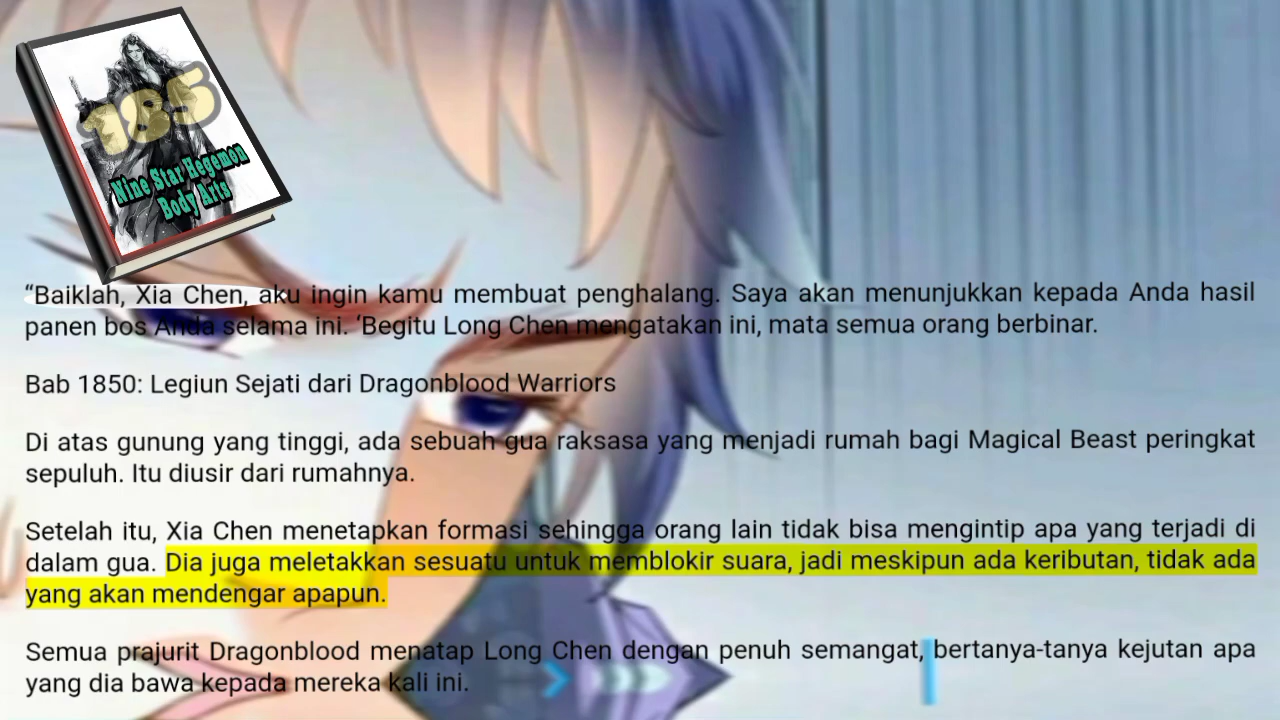 185
Nine Star Hegemon
Body Arts
“Baiklah, Xia Chen, aku ingin kamu membuat penghalang. Saya akan menunjukkan kepada Anda hasil
panen bos Anda selama ini. ‘Begitu Long Chen mengatakan ini, mata semua orang berbinar.
Bab 1850: Legiun Sejati dari Dragonblood Warriors
Di atas gunung yang tinggi, ada sebuah gua raksasa yang menjadi rumah bagi Magical Beast peringkat
sepuluh. Itu diusir dari rumahnya.
Setelah itu, Xia Chen menetapkan formasi sehingga orang lain tidak bisa mengintip apa yang terjadi di
dalam gua. Dia juga meletakkan sesuatu untuk memblokir suara, jadi meskipun ada keributan, tidak ada
yang akan mendengar apapun.
Semua prajurit Dragonblood menatap Long Chen dengan penuh semangat, bertanya-tanya kejutan apa
yang dia bawa kepada mereka kali ini.